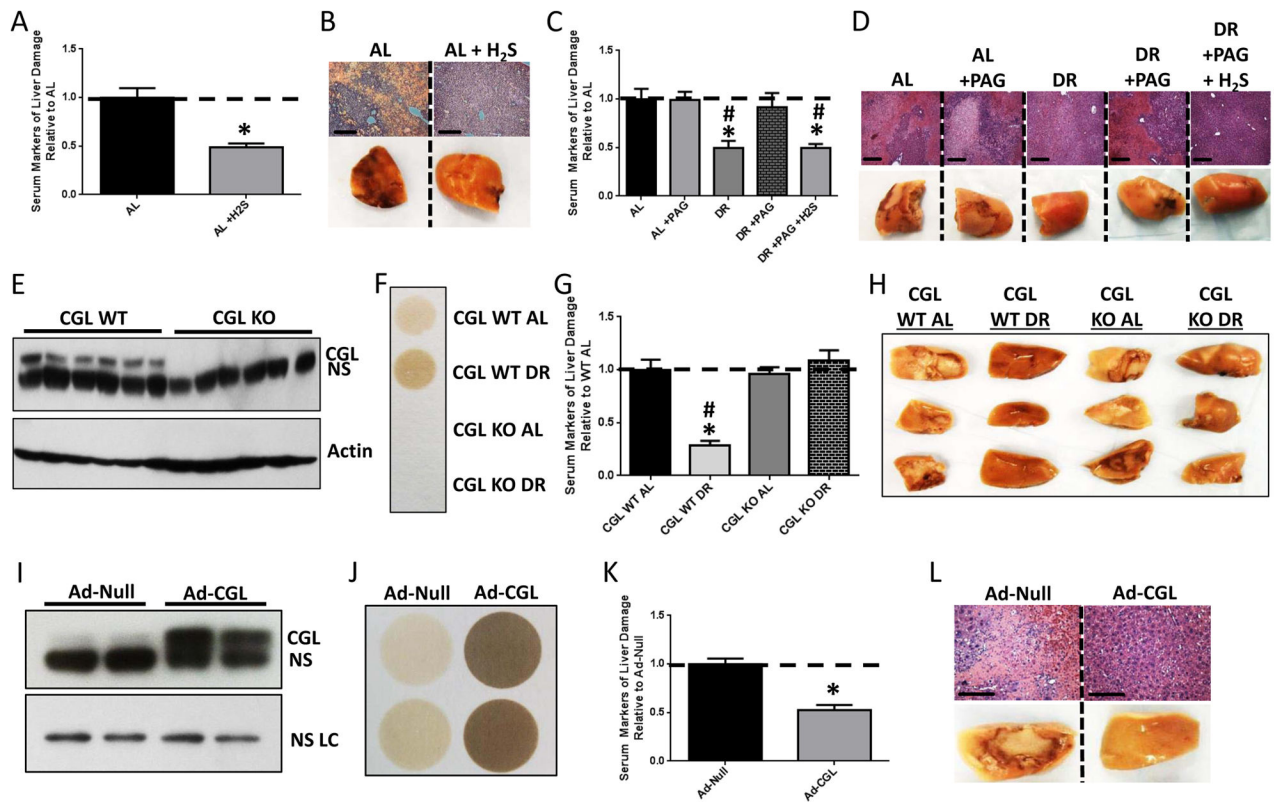 A
Serum Markers of Liver Damage
Relative to AL
1.5
1.0
0.5
0.0
*
AL
AL +H2S
B
AL
AL + H2S
C
Serum Markers of Liver Damage
Relative to AL
1.5
1.0
0.5
0.0
#
*
#
*
AL
AL +PAG
DR
DR +PAG
DR +PAG +H2S
D
AL
AL
+PAG
DR
DR
+PAG
DR
+PAG
+ H2S
E
CGL WT
CGL KO
CGL
NS
Actin
F
CGL WT AL
CGL WT DR
CGL KO AL
CGL KO DR
G
Serum Markers of Liver Damage
Relative to WT AL
1.5
1.0
0.5
0.0
#
*
CGL WT AL
CGL WT DR
CGL KO AL
CGL KO DR
H
CGL
WT AL
CGL
WT DR
CGL
KO AL
CGL
KO DR
I
Ad-Null
Ad-CGL
CGL
NS
NS LC
J
Ad-Null
Ad-CGL
K
Serum Markers of Liver Damage
Relative to Ad-Null
1.5
1.0
0.5
0.0
*
Ad-Null
Ad-CGL
L
Ad-Null
Ad-CGL